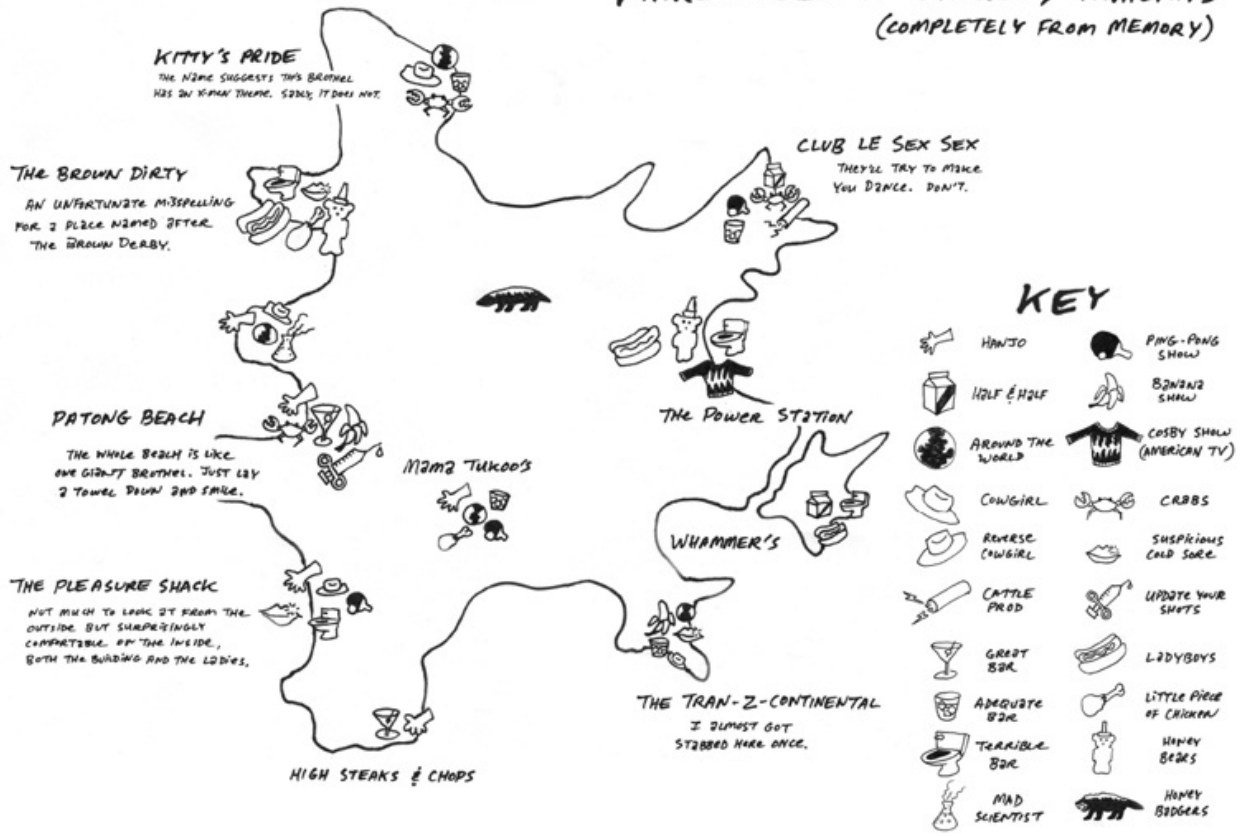 (COMPLETELY FROM MEMORY)
KITTY'S PRIDE
THE NAME SUGGESTS THIS BROTHEL
HAS AN X-MEN THEME. SADLY, IT DOES NOT.
CLUB LE SEX SEX
THEY'LL TRY TO MAKE
YOU DANCE. DON'T.
THE BROWN DIRTY
AN UNFORTUNATE MISSPELLING
FOR A PLACE NAMED AFTER
THE BROWN DERBY.
PATONG BEACH
THE WHOLE BEACH IS LIKE
ONE GIANT BROTHEL. JUST LAY
A TOWEL DOWN AND SMILE.
THE POWER STATION
MAMA TUKOO'S
WHAMMER'S
THE PLEASURE SHACK
NOT MUCH TO LOOK AT FROM THE
OUTSIDE BUT SURPRISINGLY
COMFORTABLE ON THE INSIDE,
BOTH THE BUILDING AND THE LADIES.
THE TRAN-Z-CONTINENTAL
I ALMOST GOT
STABBED HERE ONCE.
HIGH STEAKS & CHOPS
KEY
HANJO
HALF & HALF
AROUND THE
WORLD
COWGIRL
REVERSE
COWGIRL
CATTLE
PROD
GREAT
BAR
ADEQUATE
BAR
TERRIBLE
BAR
MAD
SCIENTIST
PING-PONG
SHOW
BANANA
SHOW
COSBY SHOW
(AMERICAN TV)
CRABS
SUSPICIOUS
COLD SORE
UPDATE YOUR
SHOTS
LADYBOYS
LITTLE PIECE
OF CHICKEN
HONEY
BEARS
HONEY
BADGERS